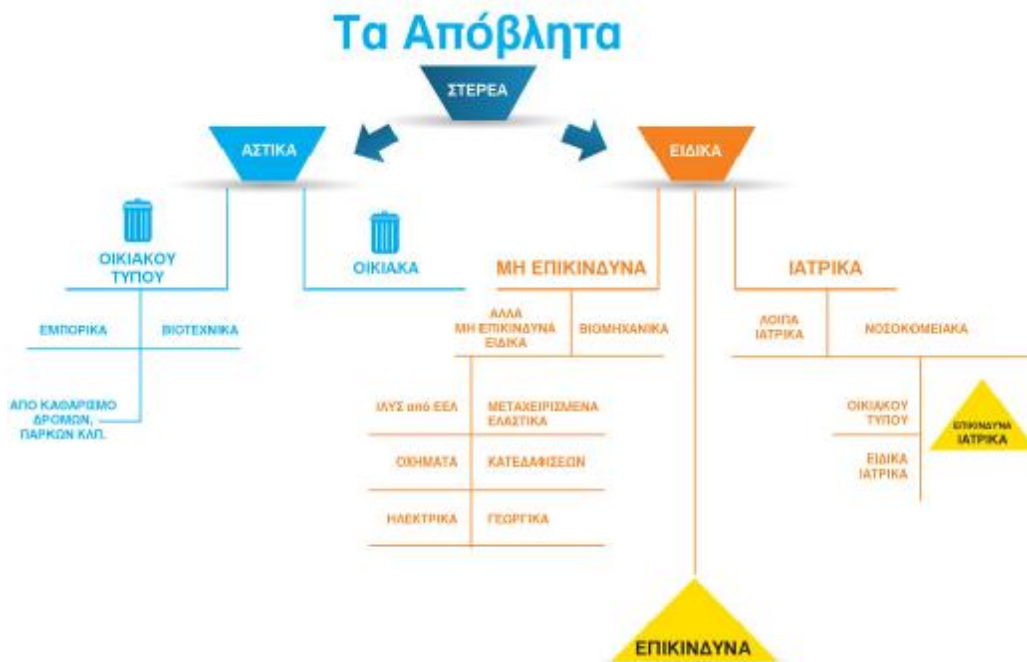 Τα Απόβλητα
ΣΤΕΡΕΑ
ΑΣΤΙΚΑ
ΕΙΔΙΚΑ
ΟΙΚΙΑΚΟΥ
ΤΥΠΟΥ
ΟΙΚΙΑΚΑ
ΜΗ ΕΠΙΚΙΝΔΥΝΑ
ΙΑΤΡΙΚΑ
ΕΜΠΟΡΙΚΑ
ΒΙΟΤΕΧΝΙΚΑ
ΑΠΟ ΚΑΘΑΡΙΣΜΟ
ΔΡΟΜΩΝ,
ΠΑΡΚΩΝ ΚΛΠ.
ΑΛΛΑ
ΜΗ ΕΠΙΚΙΝΔΥΝΑ
ΕΙΔΙΚΑ
ΒΙΟΜΗΧΑΝΙΚΑ
ΛΟΙΠΑ
ΙΑΤΡΙΚΑ
ΝΟΣΟΚΟΜΕΙΑΚΑ
ΙΛΥΣ από ΕΕΛ
ΜΕΤΑΧΕΙΡΙΣΜΕΝΑ
ΕΛΑΣΤΙΚΑ
ΟΧΗΜΑΤΑ
ΚΑΤΕΔΑΦΙΣΕΩΝ
ΗΛΕΚΤΡΙΚΑ
ΓΕΩΡΓΙΚΑ
ΟΙΚΙΑΚΟΥ
ΤΥΠΟΥ
ΕΙΔΙΚΑ
ΙΑΤΡΙΚΑ
ΕΠΙΚΙΝΔΥΝΑ
ΙΑΤΡΙΚΑ
ΕΠΙΚΙΝΔΥΝΑ